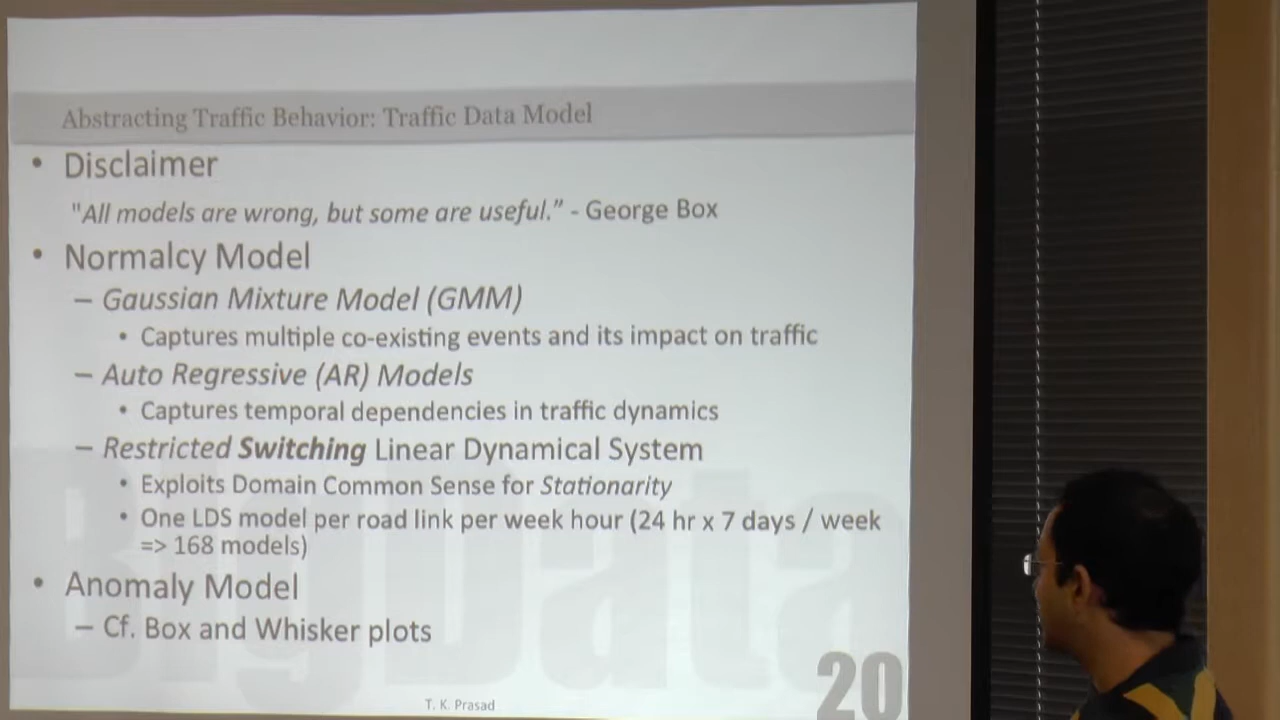 Abstracting Traffic Behavior: Traffic Data Model
• Disclaimer
"All models are wrong, but some are useful.” - George Box
• Normalcy Model
– Gaussian Mixture Model (GMM)
• Captures multiple co-existing events and its impact on traffic
– Auto Regressive (AR) Models
• Captures temporal dependencies in traffic dynamics
– Restricted Switching Linear Dynamical System
• Exploits Domain Common Sense for Stationarity
• One LDS model per road link per week hour (24 hr x 7 days / week
=> 168 models)
• Anomaly Model
– Cf. Box and Whisker plots
BigData
T. K. Prasad
20